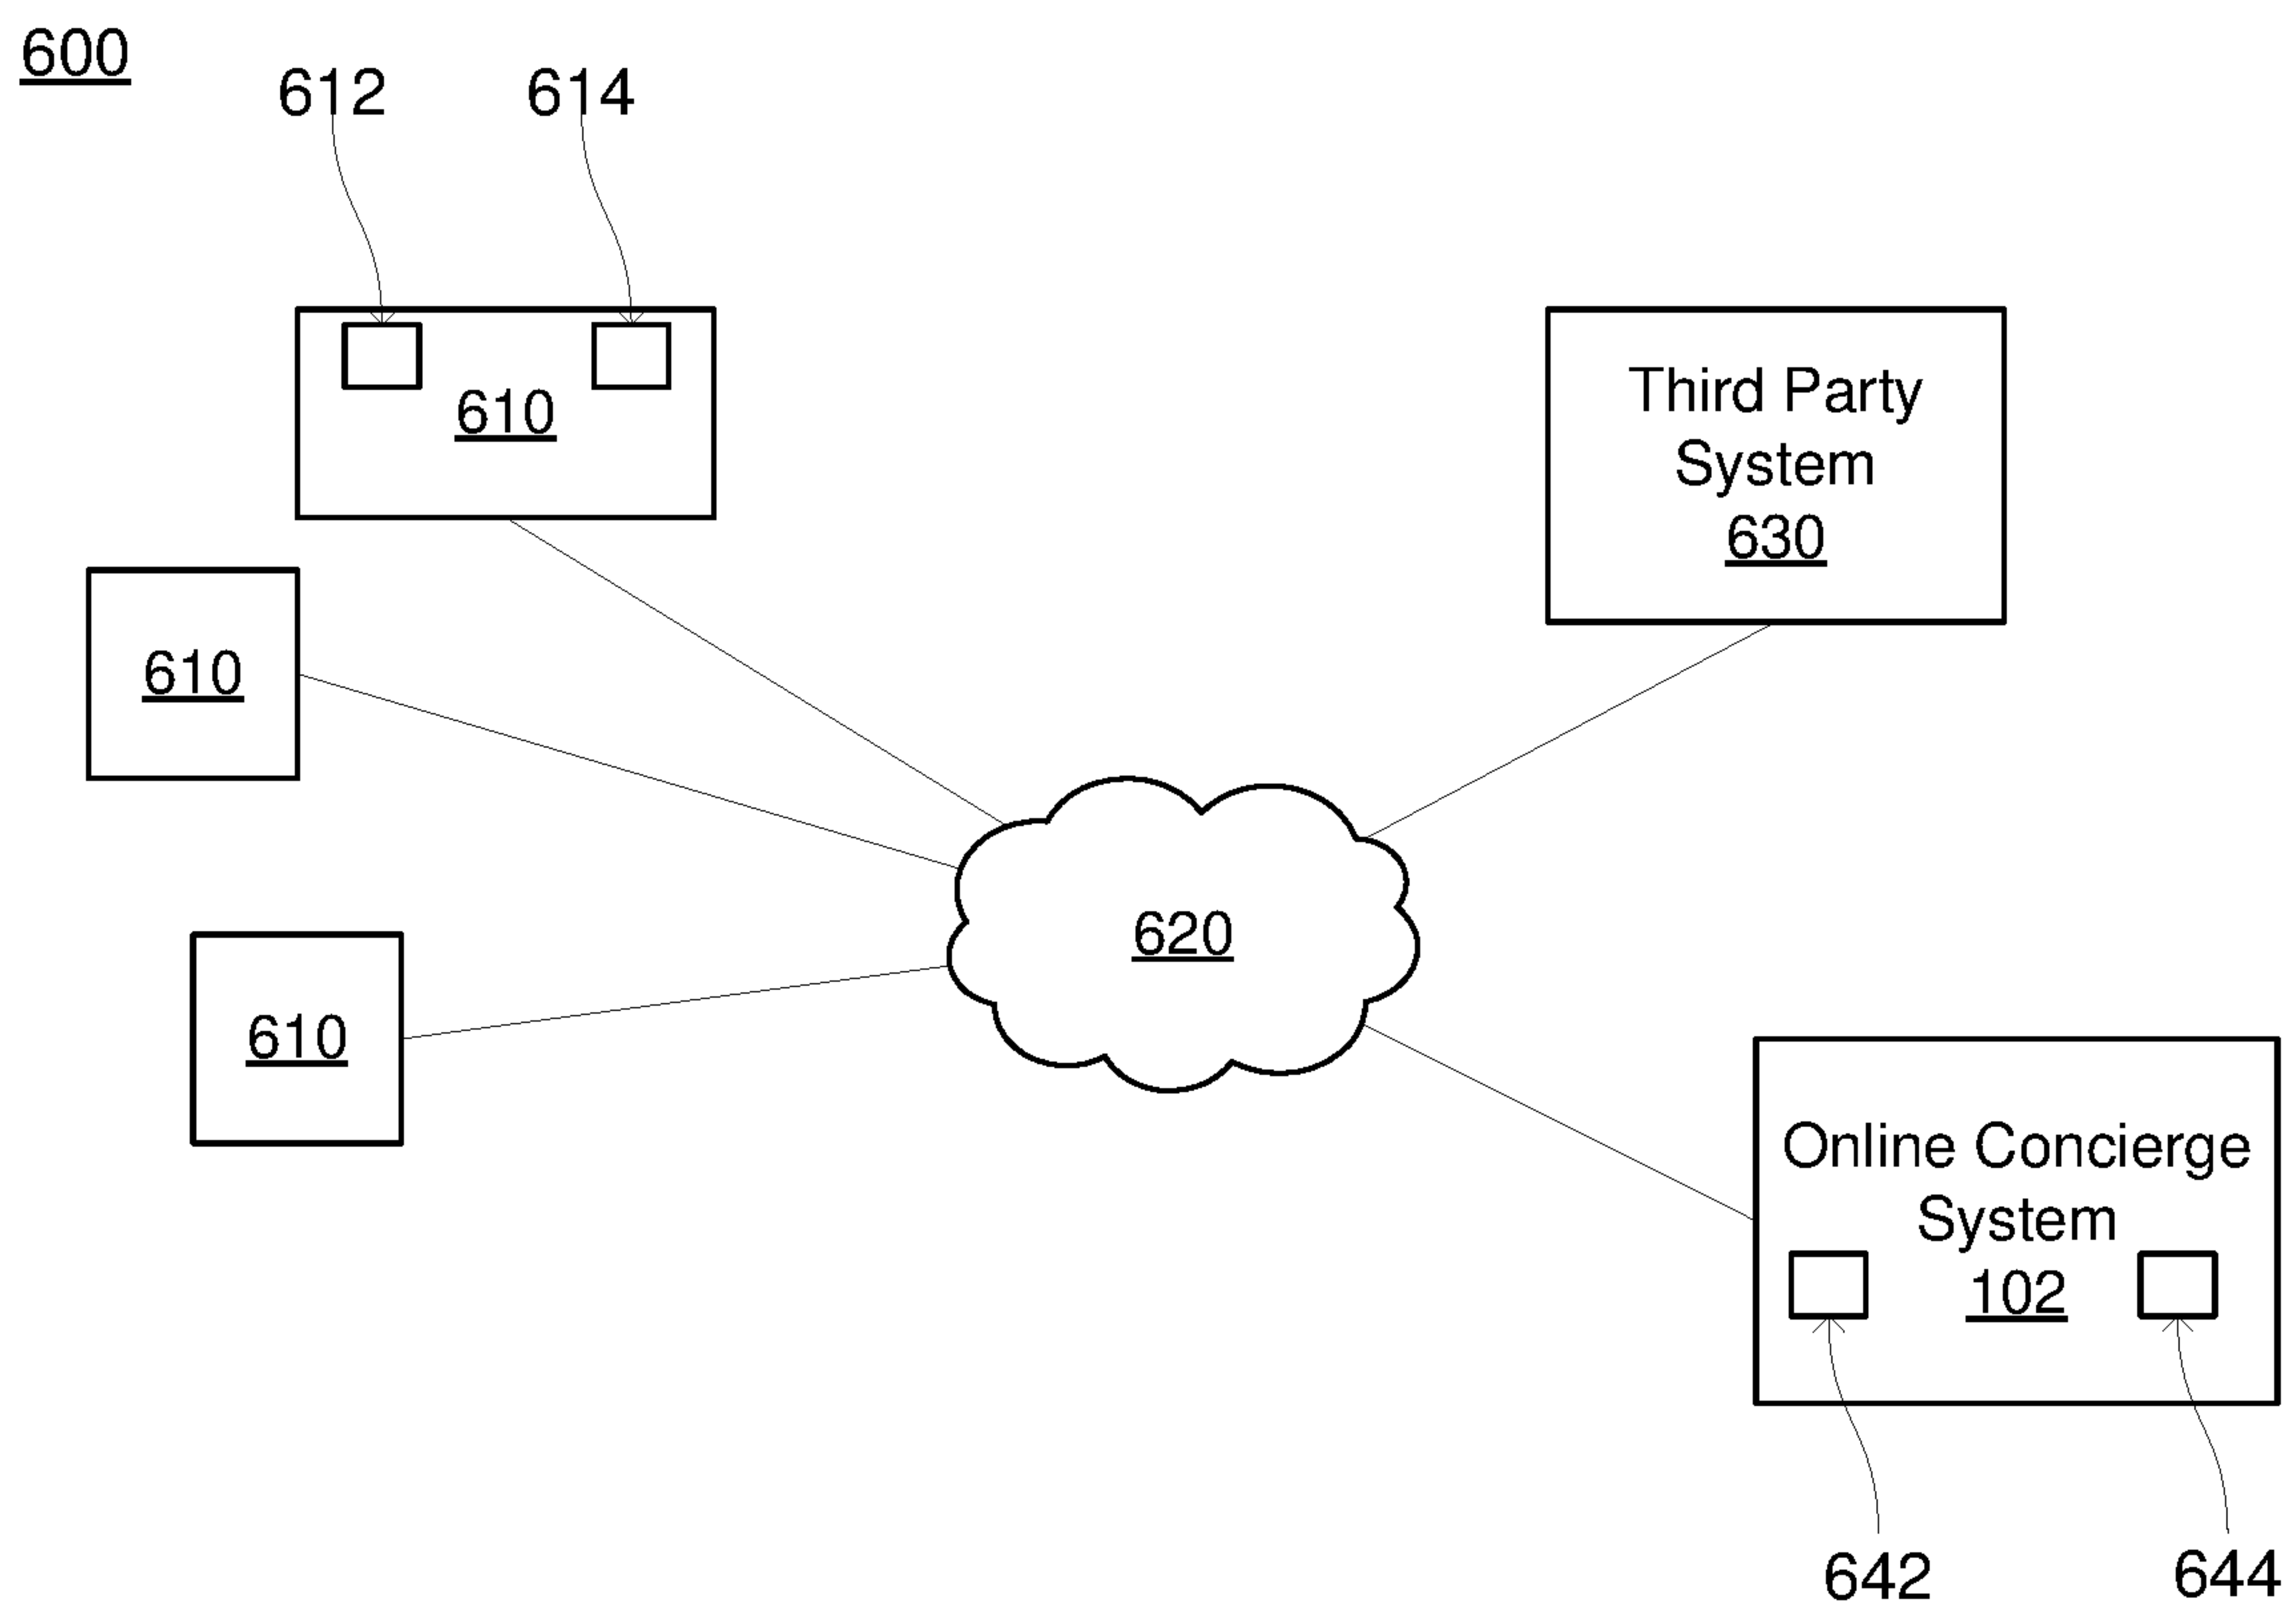 600
612
614
610
Third Party
System
630
610
620
610
Online Concierge
System
102
642
644